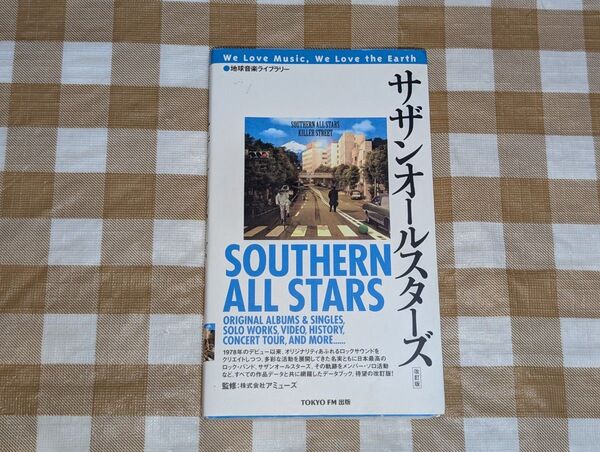 We Love Music, We Love the Earth
●地球音楽ライブラリー
サザンオールスターズ
改訂版
SOUTHERN ALL STARS
KILLER STREET
SOUTHERN
ALL STARS
ORIGINAL ALBUMS & SINGLES,
SOLO WORKS, VIDEO, HISTORY,
CONCERT TOUR, AND MORE......
1978年のデビュー以来、オリジナリティあふれるロックサウンドを
クリエイトしつつ、多彩な活動を展開してきた名実ともに日本最高の
ロック・バンド、サザンオールスターズ。その軌跡をメンバー・ソロ活動
など、すべての作品データと共に網羅したデータブック、待望の改訂版!
監修：株式会社アミューズ
TOKYO FM 出版